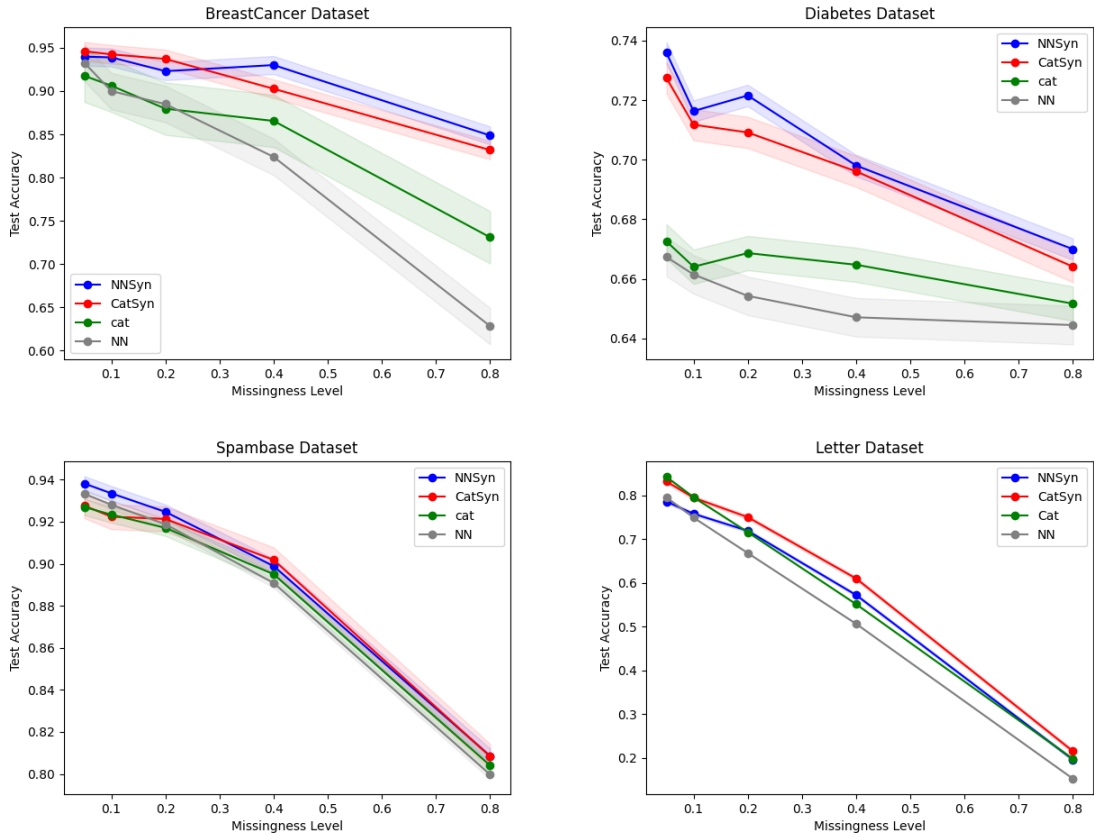 BreastCancer Dataset
Test Accuracy
0.95
0.90
0.85
0.80
0.75
0.70
0.65
0.60
NNSyn
CatSyn
cat
NN
0.1
0.2
0.3
0.4
0.5
0.6
0.7
0.8
Missingness Level
Diabetes Dataset
Test Accuracy
0.74
0.72
0.70
0.68
0.66
0.64
NNSyn
CatSyn
cat
NN
0.1
0.2
0.3
0.4
0.5
0.6
0.7
0.8
Missingness Level
Spambase Dataset
Test Accuracy
0.94
0.92
0.90
0.88
0.86
0.84
0.82
0.80
NNSyn
CatSyn
cat
NN
0.1
0.2
0.3
0.4
0.5
0.6
0.7
0.8
Missingness Level
Letter Dataset
Test Accuracy
0.8
0.7
0.6
0.5
0.4
0.3
0.2
NNSyn
CatSyn
Cat
NN
0.1
0.2
0.3
0.4
0.5
0.6
0.7
0.8
Missingness Level